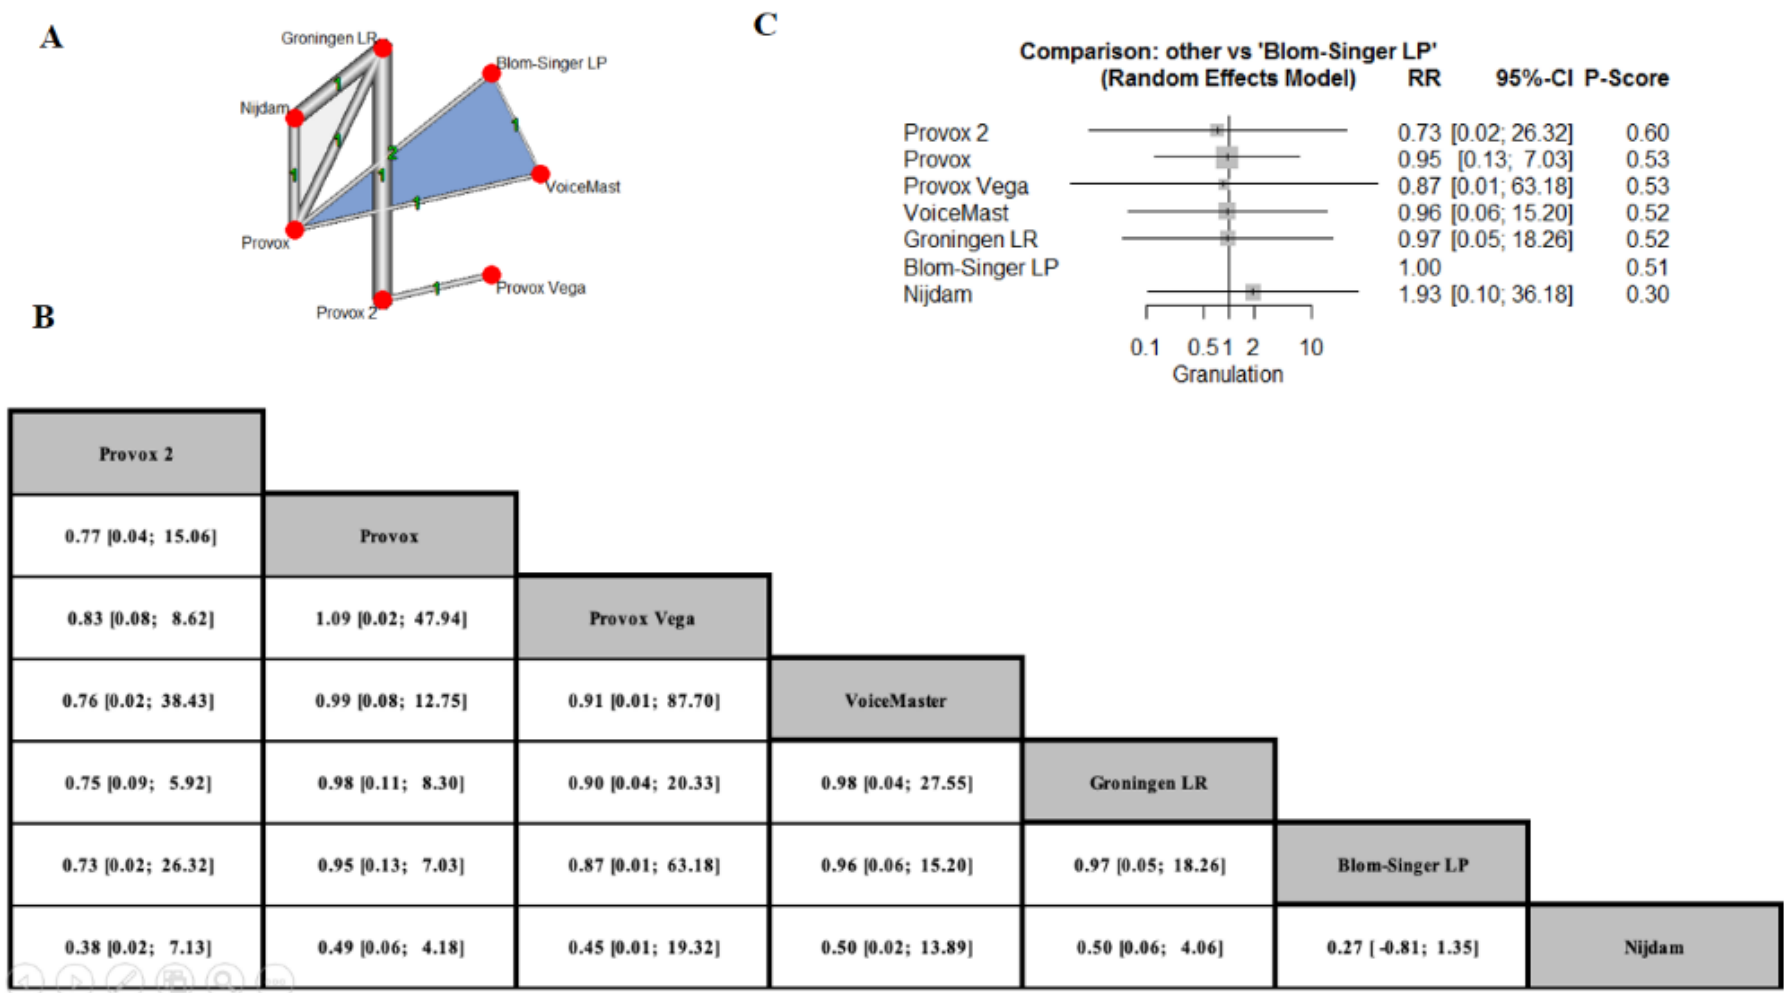 A
Groningen LR
Blom-Singer LP
1
Nijdam
1
1
2
1
1
VoiceMast
1
Provox
1
Provox Vega
Provox 2
C
Comparison: other vs 'Blom-Singer LP'
(Random Effects Model) RR 95%-CI P-Score
Provox 2 0.73 [0.02; 26.32] 0.60
Provox 0.95 [0.13; 7.03] 0.53
Provox Vega 0.87 [0.01; 63.18] 0.53
VoiceMast 0.96 [0.06; 15.20] 0.52
Groningen LR 0.97 [0.05; 18.26] 0.52
Blom-Singer LP 1.00 0.51
Nijdam 1.93 [0.10; 36.18] 0.30
0.1 0.5 1 2 10
Granulation
B
Provox 2
0.77 [0.04; 15.06] Provox
0.83 [0.08; 8.62] 1.09 [0.02; 47.94] Provox Vega
0.76 [0.02; 38.43] 0.99 [0.08; 12.75] 0.91 [0.01; 87.70] VoiceMaster
0.75 [0.09; 5.92] 0.98 [0.11; 8.30] 0.90 [0.04; 20.33] 0.98 [0.04; 27.55] Groningen LR
0.73 [0.02; 26.32] 0.95 [0.13; 7.03] 0.87 [0.01; 63.18] 0.96 [0.06; 15.20] 0.97 [0.05; 18.26] Blom-Singer LP
0.38 [0.02; 7.13] 0.49 [0.06; 4.18] 0.45 [0.01; 19.32] 0.50 [0.02; 13.89] 0.50 [0.06; 4.06] 0.27 [ -0.81; 1.35] Nijdam